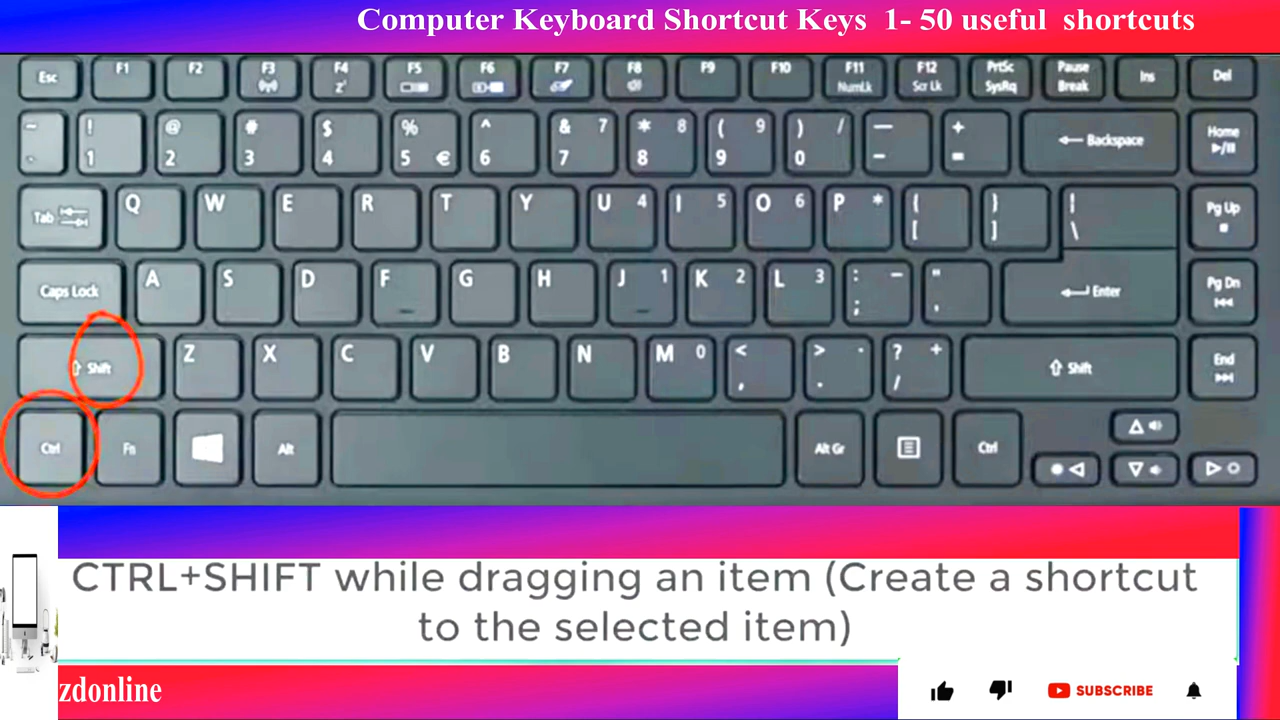 Computer Keyboard Shortcut Keys 1- 50 useful shortcuts
Esc F1 F2 F3 F4 F5 F6 F7 F8 F9 F10 F11 F12 PrtSc Pause Ins Del
z² NumLk Scr Lk SysRq Break
~ ! @ # $ % ^ & 7 * 8 ( 9 ) / — + Backspace Home
` 1 2 3 4 5 € 6 7 8 9 0 - =
Tab Q W E R T Y U 4 I 5 O 6 P * { } | Pg Up
[ ] \
Caps Lock A S D F G H J 1 K 2 L 3 : - " Enter Pg Dn
; '
Shift Z X C V B N M 0 < > . ? + Shift End
, . /
Ctrl Fn Alt Alt Gr Ctrl
CTRL+SHIFT while dragging an item (Create a shortcut
to the selected item)
zdonline
SUBSCRIBE